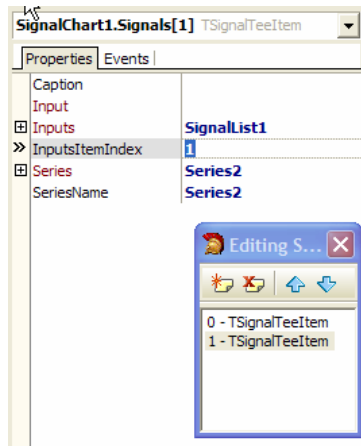 SignalChart1.Signals[1] TSignalTeeItem
Properties Events
Caption
Input
Inputs SignalList1
InputsItemIndex 1
Series Series2
SeriesName Series2
Editing S...
0 - TSignalTeeItem
1 - TSignalTeeItem